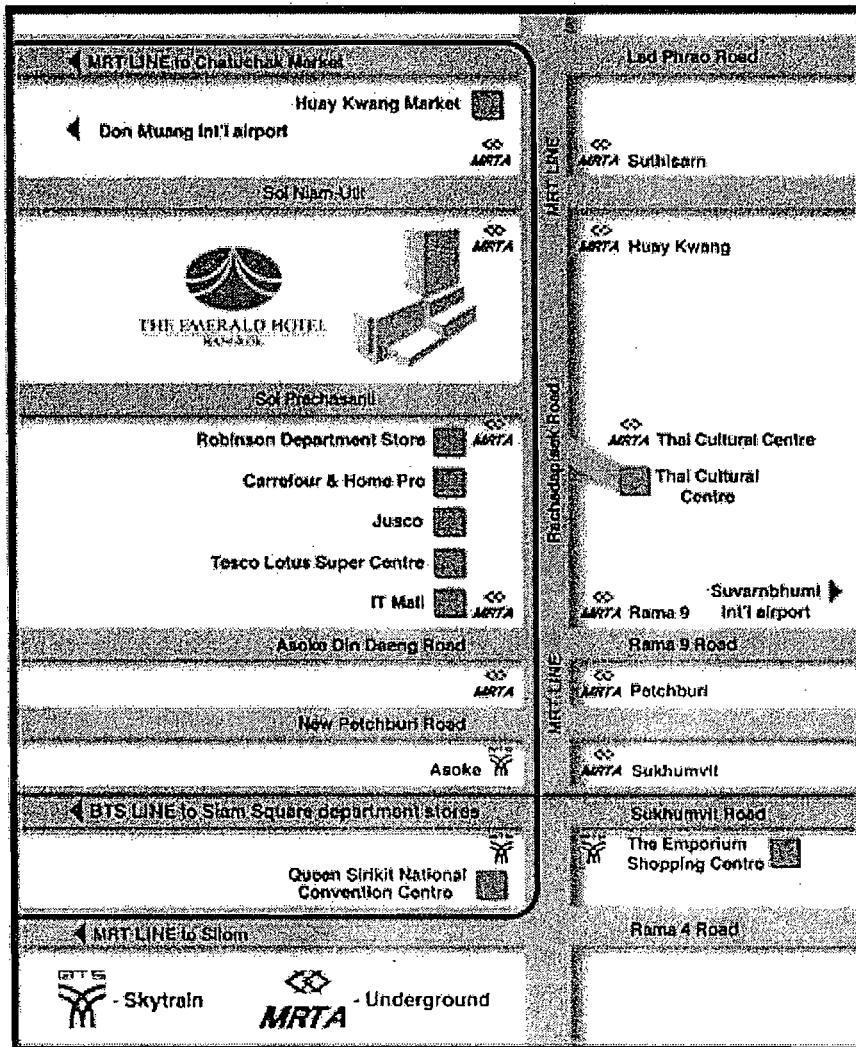 MRT LINE to Chatuchak Market
Lad Phrao Road
Huay Kwang Market
Don Muang Int'l airport
MRTA
MRT LINE
MRTA Suthisarn
Soi Niam-Utit
MRTA
MRTA Huay Kwang
THE EMERALD HOTEL
BANGKOK
Soi Prachasanti
Ratchadapisek Road
Robinson Department Store
MRTA
MRTA Thai Cultural Centre
Carrefour & Home Pro
Thai Cultural
Centre
Jusco
Tesco Lotus Super Centre
Suvarnbhumi
Int'l airport
IT Mall
MRTA
MRTA Rama 9
Asoke Din Daeng Road
Rama 9 Road
MRTA
MRT LINE
MRTA Petchburi
New Petchburi Road
Asoke
MRTA Sukhumvit
BTS LINE to Siam Square department stores
Sukhumvit Road
The Emporium
Shopping Centre
Queen Sirikit National
Convention Centre
MRT LINE to Silom
Rama 4 Road
BTS
- Skytrain
MRTA
- Underground